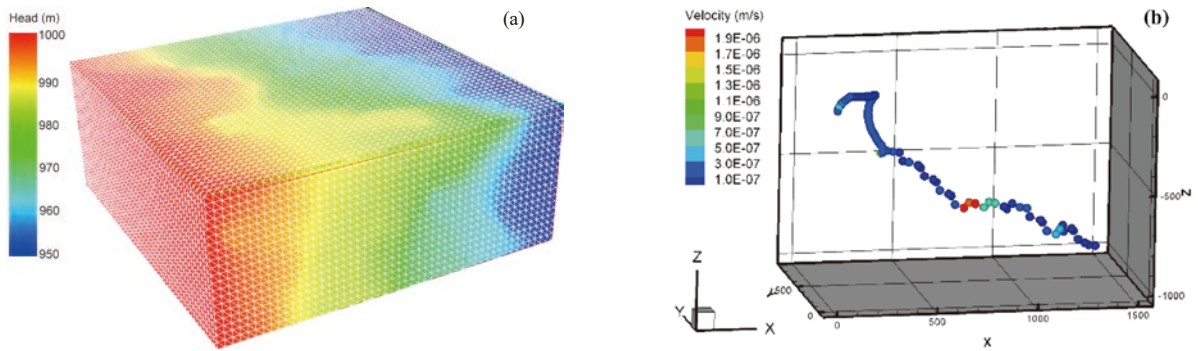 Head (m)
1000
990
980
970
960
950
(a)
Velocity (m/s)
1.9E-06
1.7E-06
1.5E-06
1.3E-06
1.1E-06
9.0E-07
7.0E-07
5.0E-07
3.0E-07
1.0E-07
(b)
0
-500
-1000
Z
Z
Y
X
Y
500
0
0
500
1000
1500
X